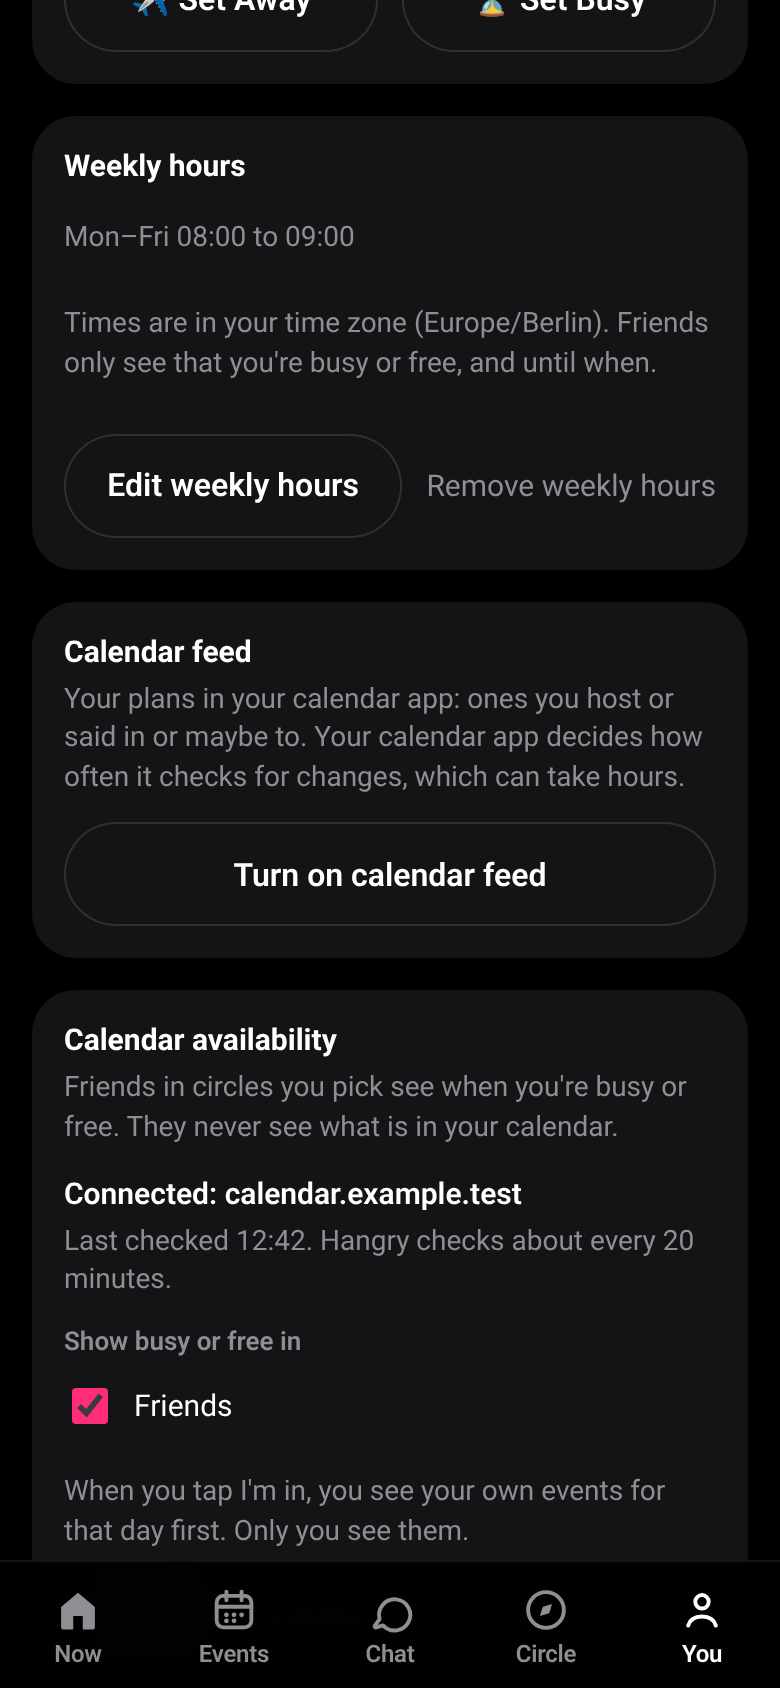 Set Away
Set Busy
Weekly hours
Mon–Fri 08:00 to 09:00
Times are in your time zone (Europe/Berlin). Friends
only see that you're busy or free, and until when.
Edit weekly hours
Remove weekly hours
Calendar feed
Your plans in your calendar app: ones you host or
said in or maybe to. Your calendar app decides how
often it checks for changes, which can take hours.
Turn on calendar feed
Calendar availability
Friends in circles you pick see when you're busy or
free. They never see what is in your calendar.
Connected: calendar.example.test
Last checked 12:42. Hangry checks about every 20
minutes.
Show busy or free in
Friends
When you tap I'm in, you see your own events for
that day first. Only you see them.
Now
Events
Chat
Circle
You